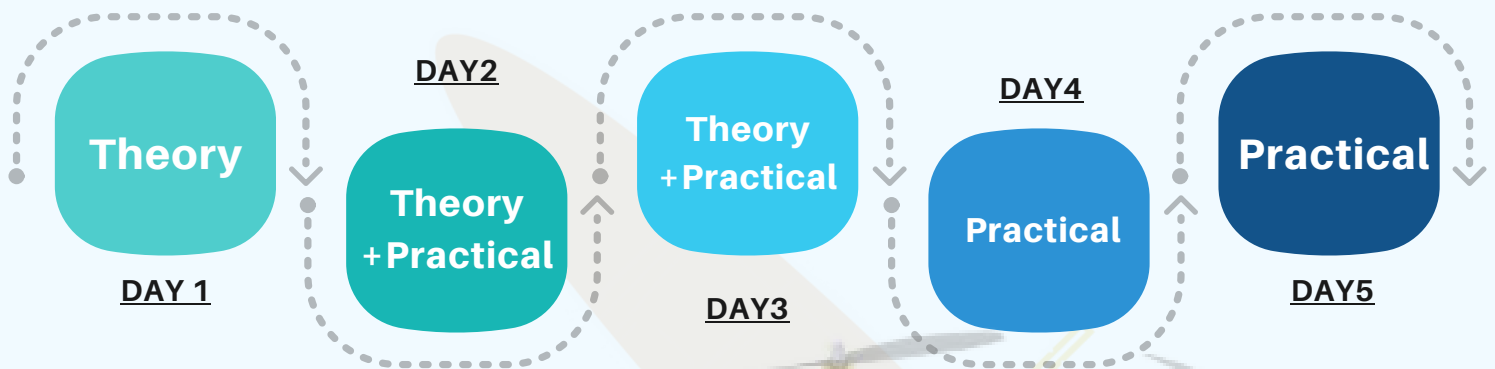 Theory
DAY 1
DAY2
Theory
+Practical
Theory
+Practical
DAY3
DAY4
Practical
Practical
DAY5